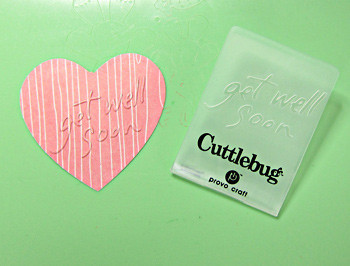 get well
soon
get well
soon
Cuttlebug
provo craft